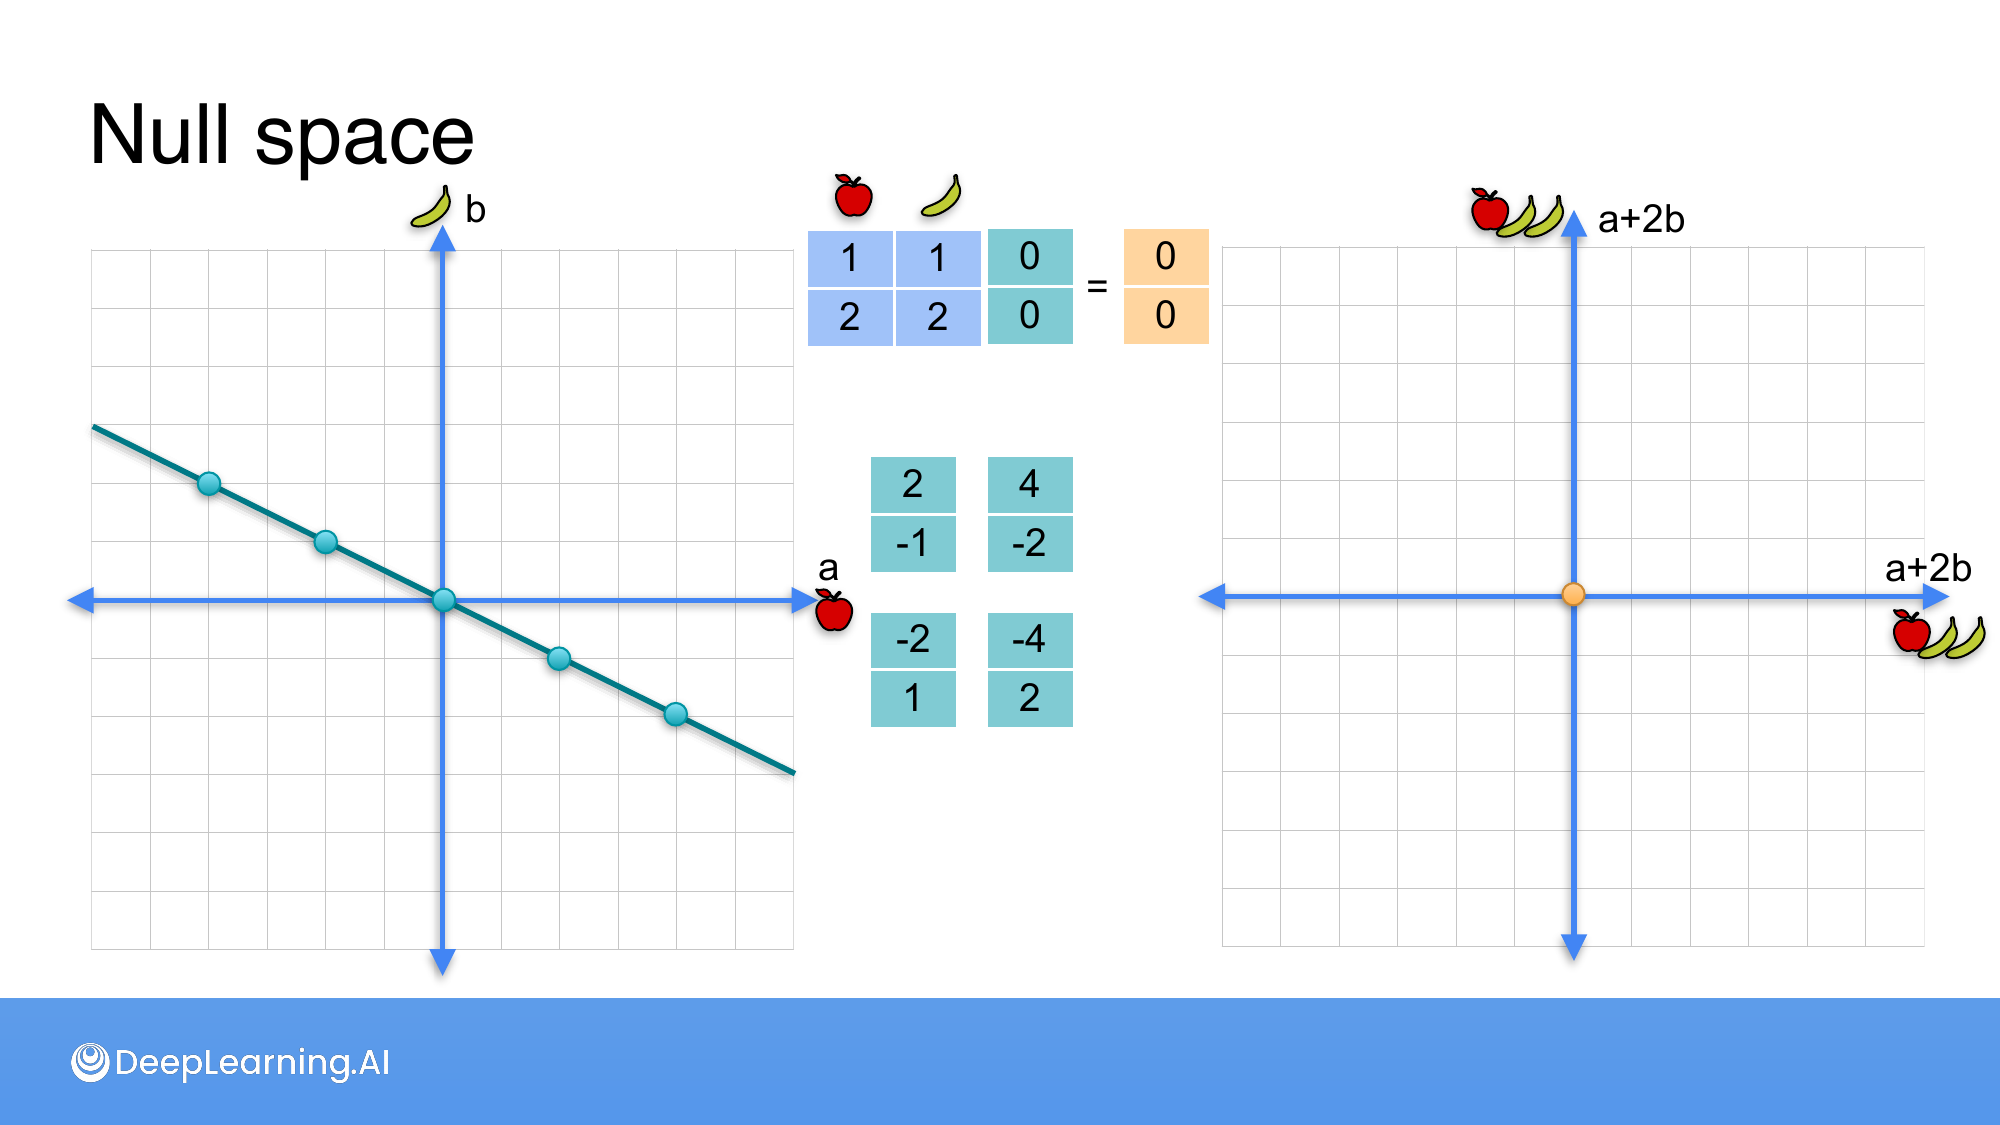 Null space
b
1 1 0 = 0
2 2 0 0
a+2b
2 4
-1 -2
a
a+2b
-2 -4
1 2
DeepLearning.AI